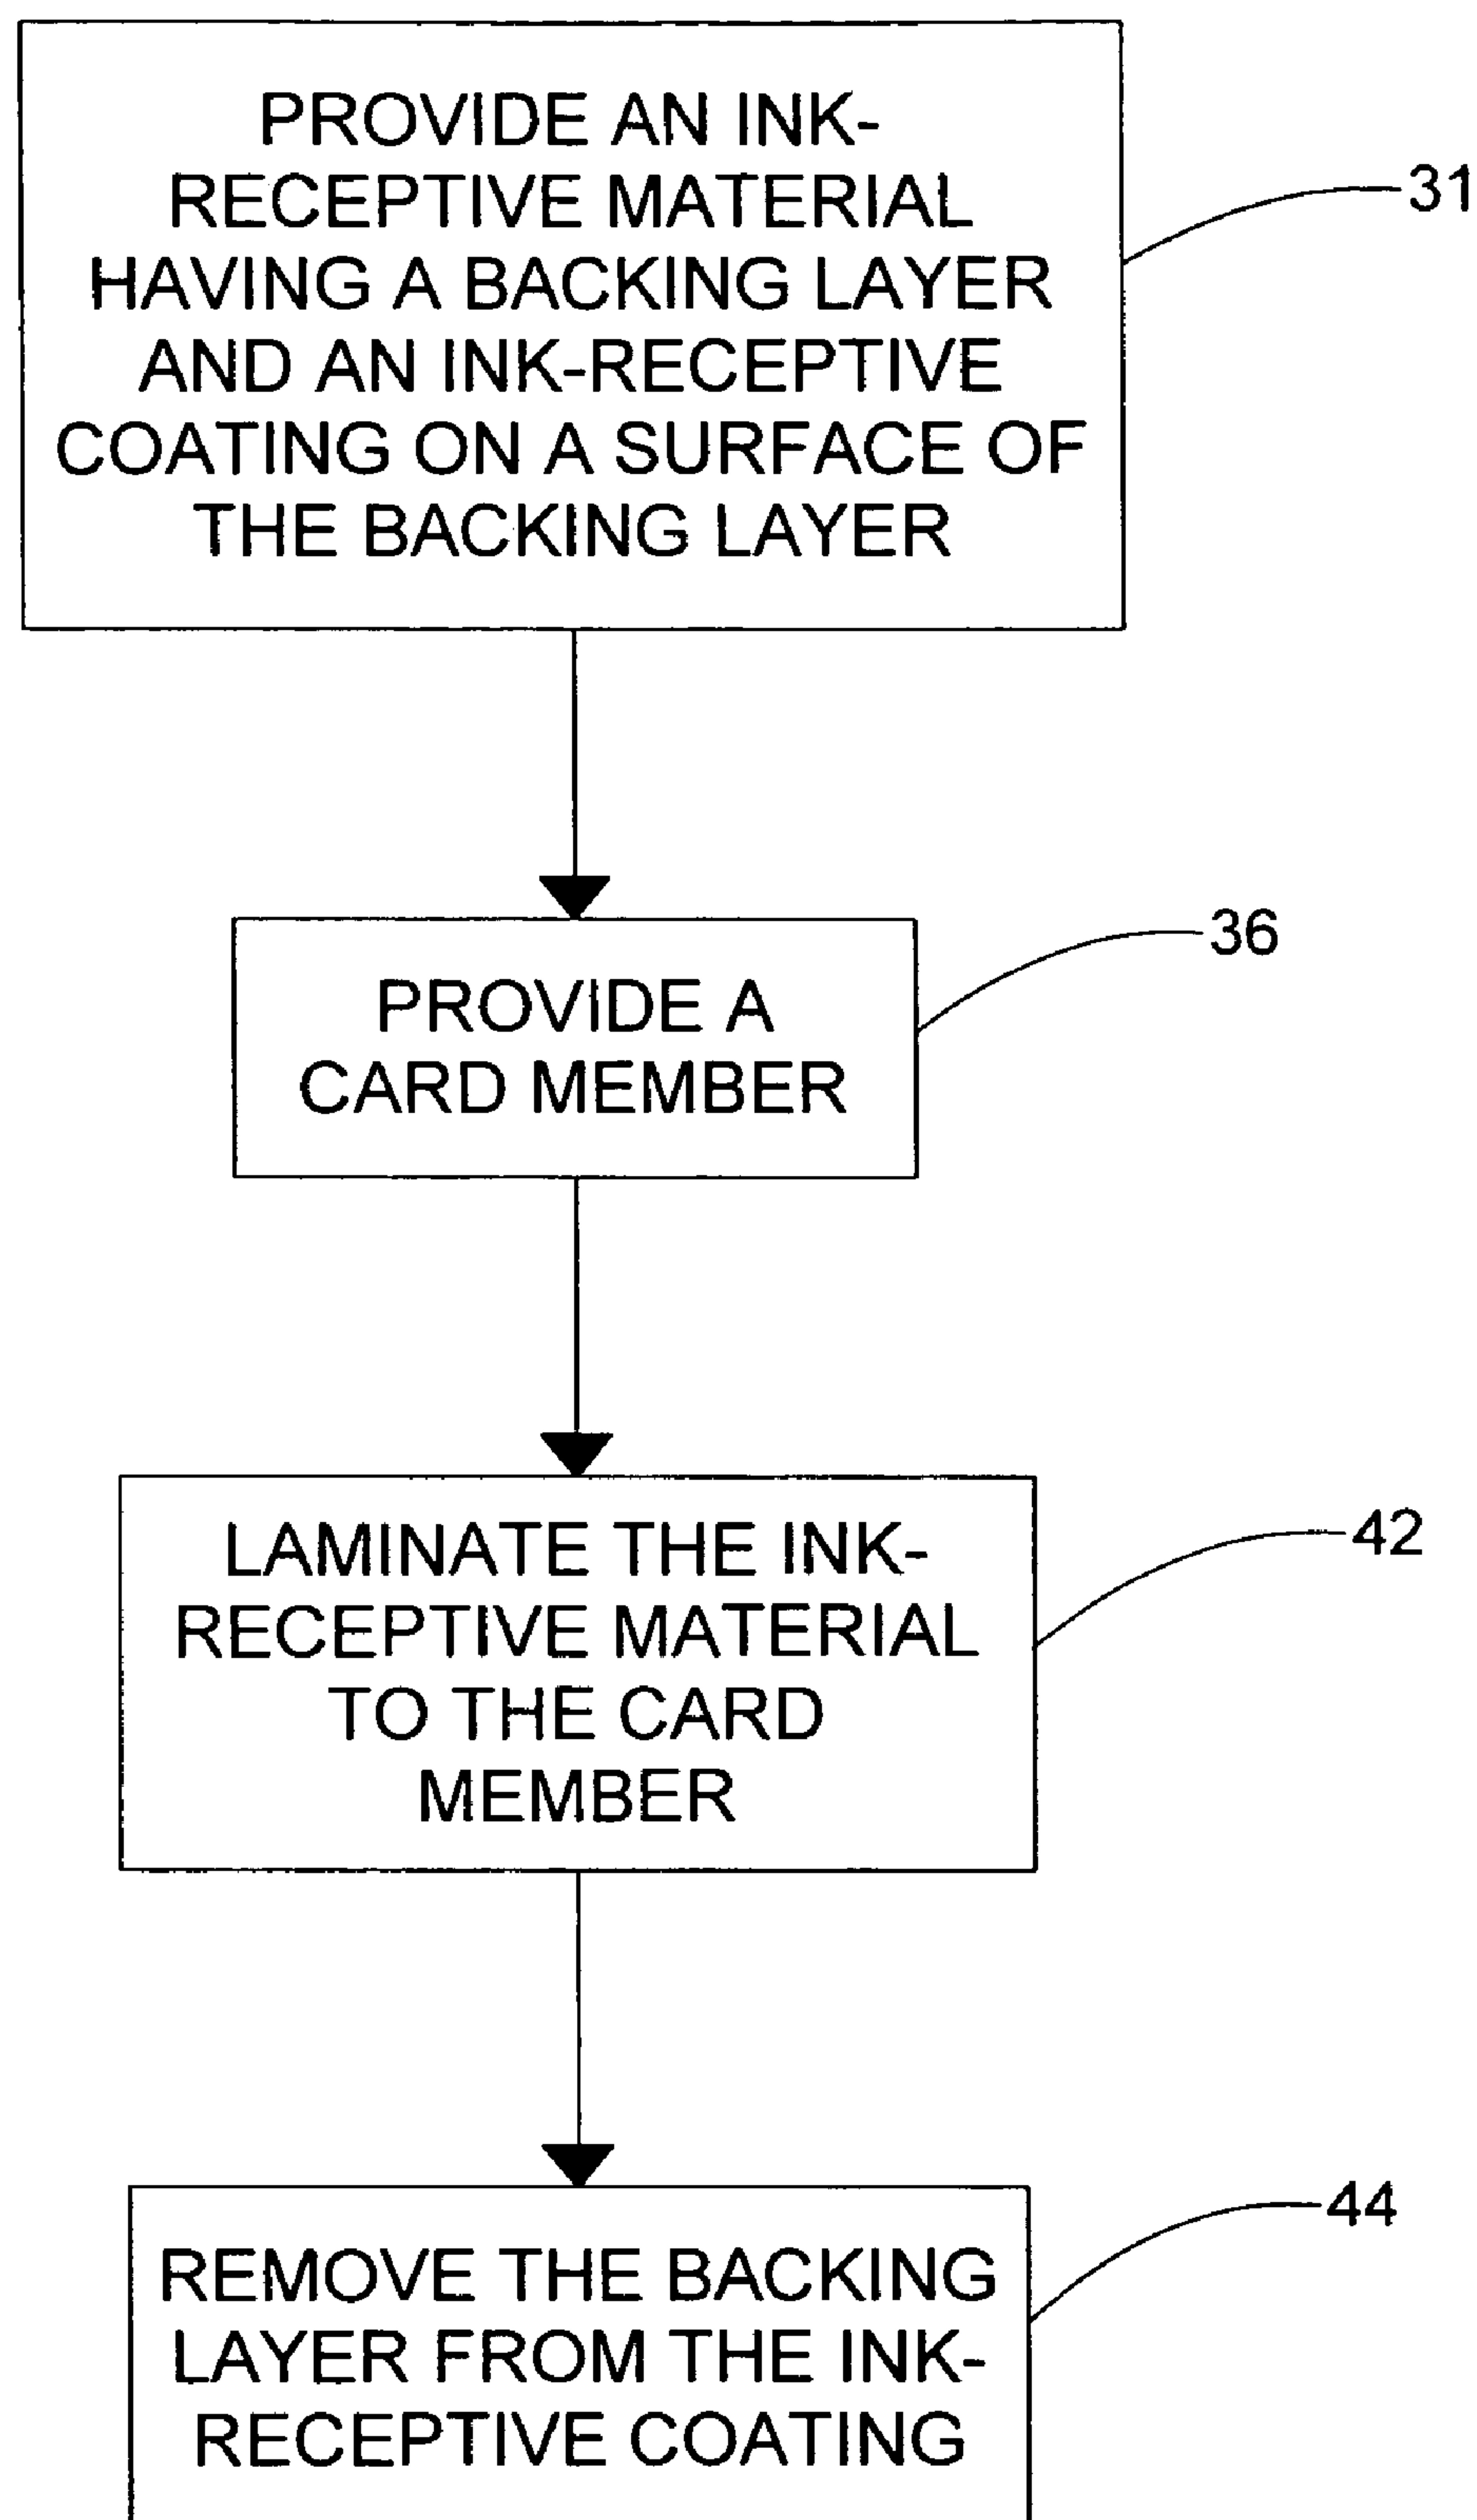 PROVIDE AN INK-
RECEPTIVE MATERIAL
HAVING A BACKING LAYER
AND AN INK-RECEPTIVE
COATING ON A SURFACE OF
THE BACKING LAYER
31
PROVIDE A
CARD MEMBER
36
LAMINATE THE INK-
RECEPTIVE MATERIAL
TO THE CARD
MEMBER
42
REMOVE THE BACKING
LAYER FROM THE INK-
RECEPTIVE COATING
44